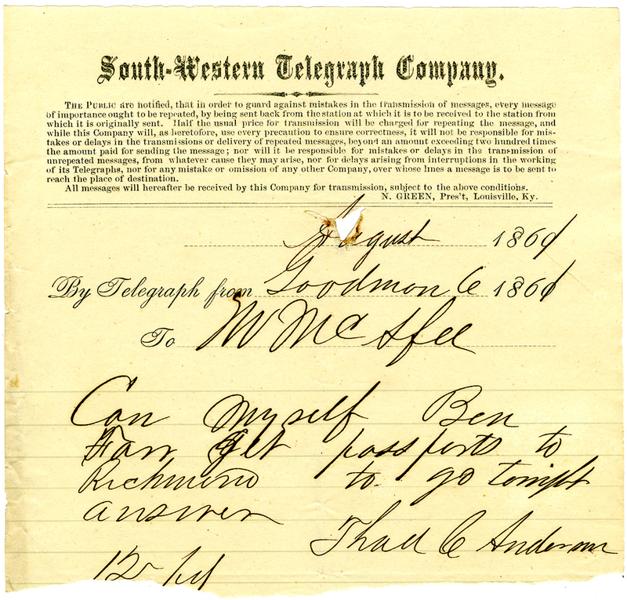 South-Western Telegraph Company.
THE PUBLIC are notified, that in order to guard against mistakes in the transmission of messages, every message
of importance ought to be repeated, by being sent back from the station at which it is to be received to the station from
which it is originally sent. Half the usual price for transmission will be charged for repeating the message, and
while this Company will, as heretofore, use every precaution to ensure correctness, it will not be responsible for mis-
takes or delays in the transmissions or delivery of repeated messages, beyond an amount exceeding two hundred times
the amount paid for sending the message; nor will it be responsible for mistakes or delays in the transmission of
unrepeated messages, from whatever cause they may arise, nor for delays arising from interruptions in the working
of its Telegraphs, nor for any mistake or omission of any other Company, over whose lines a message is to be sent to
reach the place of destination.
All messages will hereafter be received by this Company for transmission, subject to the above conditions.
N. GREEN, Pres't, Louisville, Ky.
August 1861
By Telegraph from Goodman 6 1861
To M McAfee
Can Myself Ben
Farr get passports to
Richmond to go tonight
answer
Thad C Anderson
12